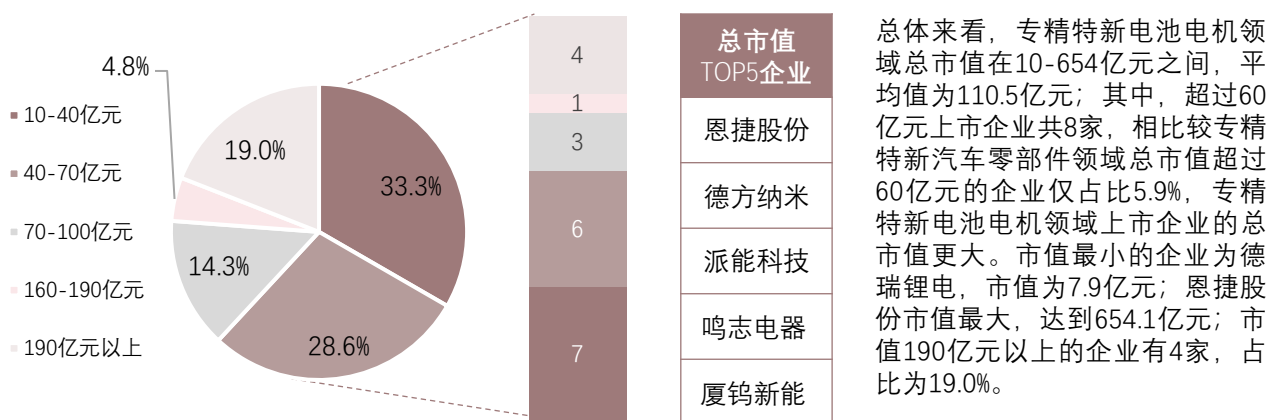 4.8%
10-40亿元
40-70亿元
70-100亿元
160-190亿元
190亿元以上
19.0%
33.3%
14.3%
28.6%
4
1
3
6
7
总市值
TOP5企业
恩捷股份
德方纳米
派能科技
鸣志电器
厦钨新能
总体来看，专精特新电池电机领
域总市值在10-654亿元之间，平
均值为110.5亿元；其中，超过60
亿元上市企业共8家，相比较专精
特新汽车零部件领域总市值超过
60亿元的企业仅占比5.9%，专精
特新电池电机领域上市企业的总
市值更大。市值最小的企业为德
瑞锂电，市值为7.9亿元；恩捷股
份市值最大，达到654.1亿元；市
值190亿元以上的企业有4家，占
比为19.0%。